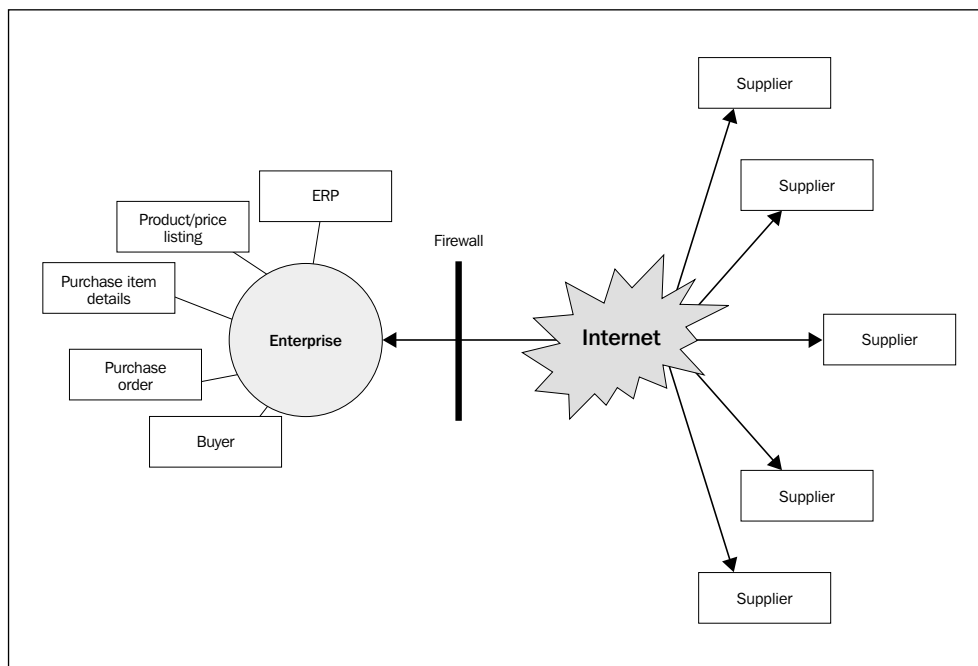 Supplier
Supplier
ERP
Product/price
listing
Firewall
Purchase item
details
Enterprise
Internet
Supplier
Purchase
order
Buyer
Supplier
Supplier